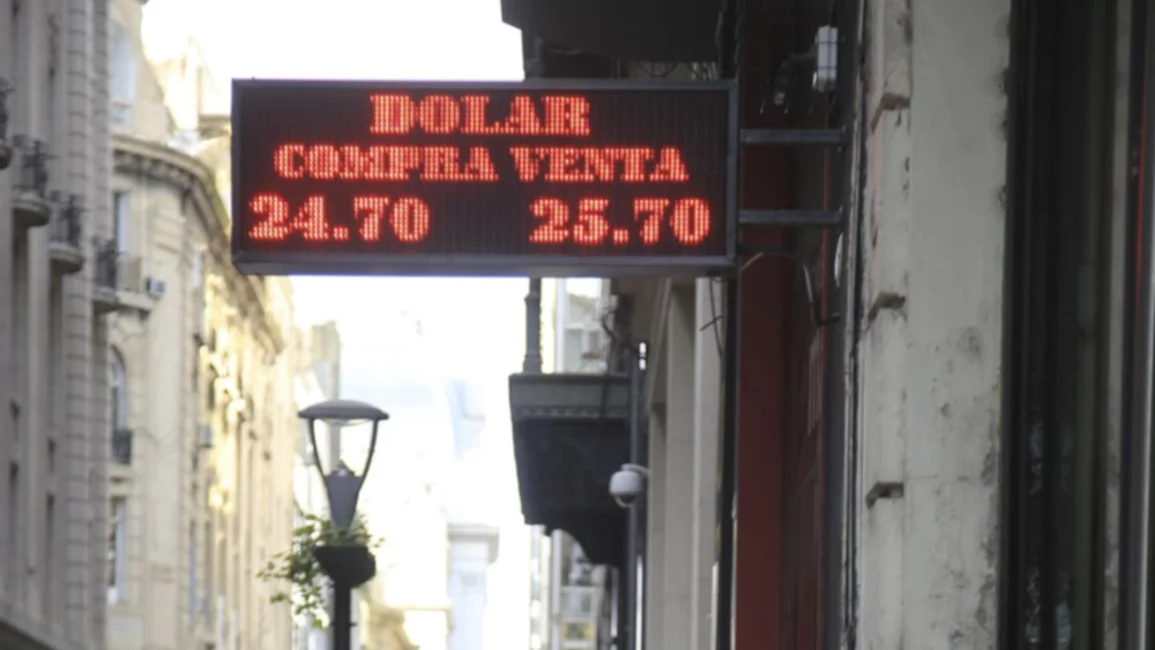 DOLAR
COMPRA VENTA
24.70 25.70